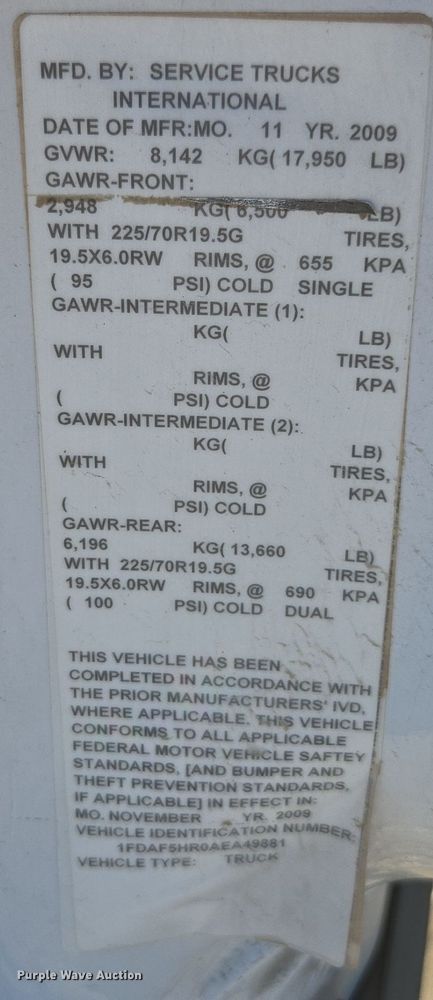 MFD. BY: SERVICE TRUCKS
INTERNATIONAL
DATE OF MFR:MO. 11 YR. 2009
GVWR: 8,142 KG( 17,950 LB)
GAWR-FRONT:
2,948 KG( 6,500 LB)
WITH 225/70R19.5G TIRES,
19.5X6.0RW RIMS, @ 655 KPA
( 95 PSI) COLD SINGLE
GAWR-INTERMEDIATE (1):
KG( LB)
WITH TIRES,
RIMS, @ KPA
( PSI) COLD
GAWR-INTERMEDIATE (2):
KG( LB)
WITH TIRES,
RIMS, @ KPA
( PSI) COLD
GAWR-REAR:
6,196 KG( 13,660 LB)
WITH 225/70R19.5G TIRES,
19.5X6.0RW RIMS, @ 690 KPA
( 100 PSI) COLD DUAL
THIS VEHICLE HAS BEEN
COMPLETED IN ACCORDANCE WITH
THE PRIOR MANUFACTURERS' IVD,
WHERE APPLICABLE. THIS VEHICLE
CONFORMS TO ALL APPLICABLE
FEDERAL MOTOR VEHICLE SAFTEY
STANDARDS, [AND BUMPER AND
THEFT PREVENTION STANDARDS,
IF APPLICABLE] IN EFFECT IN:
MO. NOVEMBER YR. 2009
VEHICLE IDENTIFICATION NUMBER:
1FDAF5HR0AEA49881
VEHICLE TYPE: TRUCK
Purple Wave Auction